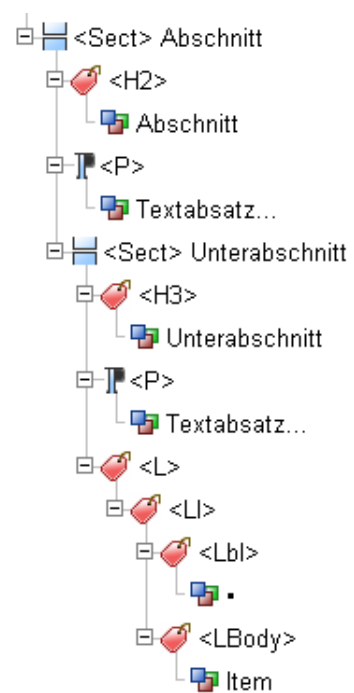 <Sect> Abschnitt
<H2>
Abschnitt
<P>
Textabsatz...
<Sect> Unterabschnitt
<H3>
Unterabschnitt
<P>
Textabsatz...
<L>
<LI>
<Lbl>
▪
<LBody>
Item